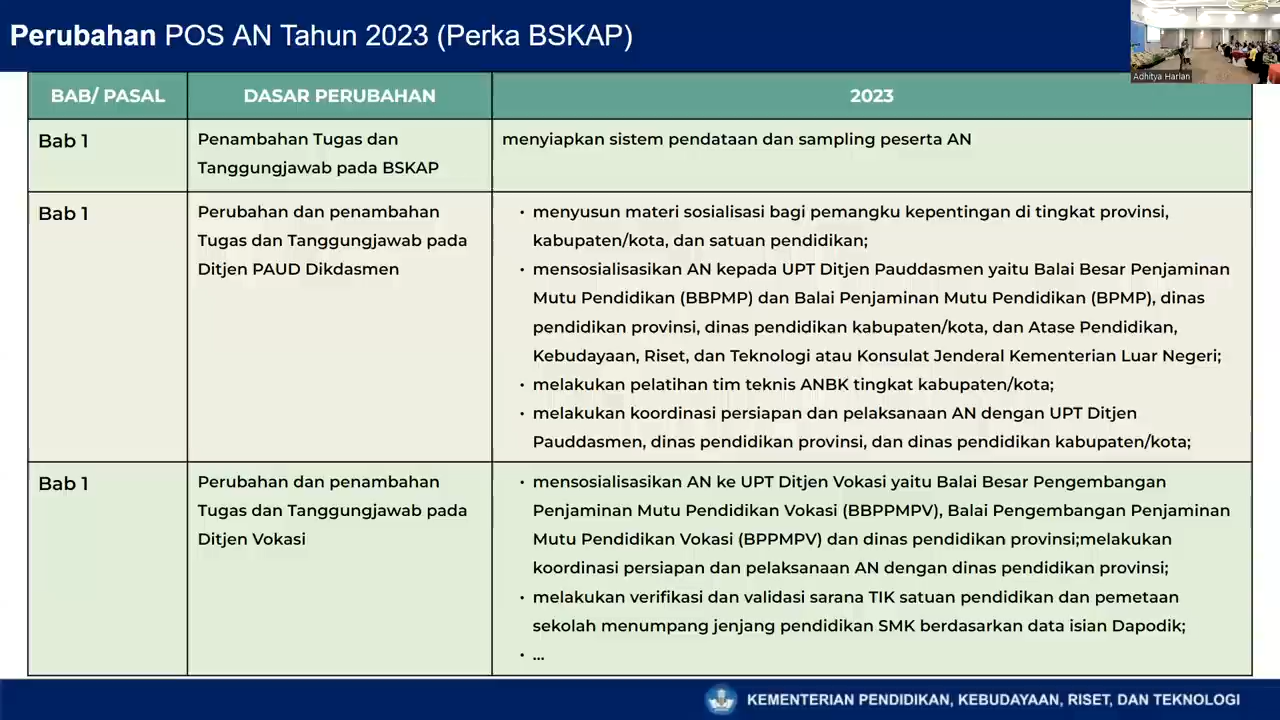 Perubahan POS AN Tahun 2023 (Perka BSKAP)
Adhitya Harlan
BAB/ PASAL
DASAR PERUBAHAN
2023
Bab 1
Penambahan Tugas dan
Tanggungjawab pada BSKAP
menyiapkan sistem pendataan dan sampling peserta AN
Bab 1
Perubahan dan penambahan
Tugas dan Tanggungjawab pada
Ditjen PAUD Dikdasmen
• menyusun materi sosialisasi bagi pemangku kepentingan di tingkat provinsi,
kabupaten/kota, dan satuan pendidikan;
• mensosialisasikan AN kepada UPT Ditjen Pauddasmen yaitu Balai Besar Penjaminan
Mutu Pendidikan (BBPMP) dan Balai Penjaminan Mutu Pendidikan (BPMP), dinas
pendidikan provinsi, dinas pendidikan kabupaten/kota, dan Atase Pendidikan,
Kebudayaan, Riset, dan Teknologi atau Konsulat Jenderal Kementerian Luar Negeri;
• melakukan pelatihan tim teknis ANBK tingkat kabupaten/kota;
• melakukan koordinasi persiapan dan pelaksanaan AN dengan UPT Ditjen
Pauddasmen, dinas pendidikan provinsi, dan dinas pendidikan kabupaten/kota;
Bab 1
Perubahan dan penambahan
Tugas dan Tanggungjawab pada
Ditjen Vokasi
• mensosialisasikan AN ke UPT Ditjen Vokasi yaitu Balai Besar Pengembangan
Penjaminan Mutu Pendidikan Vokasi (BBPPMPV), Balai Pengembangan Penjaminan
Mutu Pendidikan Vokasi (BPPMPV) dan dinas pendidikan provinsi;melakukan
koordinasi persiapan dan pelaksanaan AN dengan dinas pendidikan provinsi;
• melakukan verifikasi dan validasi sarana TIK satuan pendidikan dan pemetaan
sekolah menumpang jenjang pendidikan SMK berdasarkan data isian Dapodik;
• ...
KEMENTERIAN PENDIDIKAN, KEBUDAYAAN, RISET, DAN TEKNOLOGI